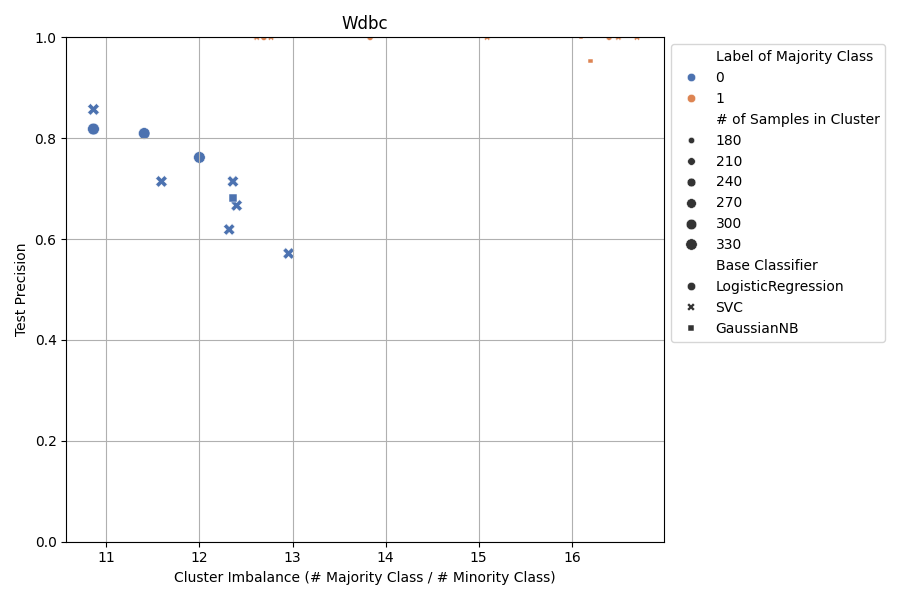 Wdbc
1.0
0.8
0.6
0.4
0.2
0.0
Test Precision
11
12
13
14
15
16
Cluster Imbalance (# Majority Class / # Minority Class)
Label of Majority Class
0
1
# of Samples in Cluster
180
210
240
270
300
330
Base Classifier
LogisticRegression
SVC
GaussianNB